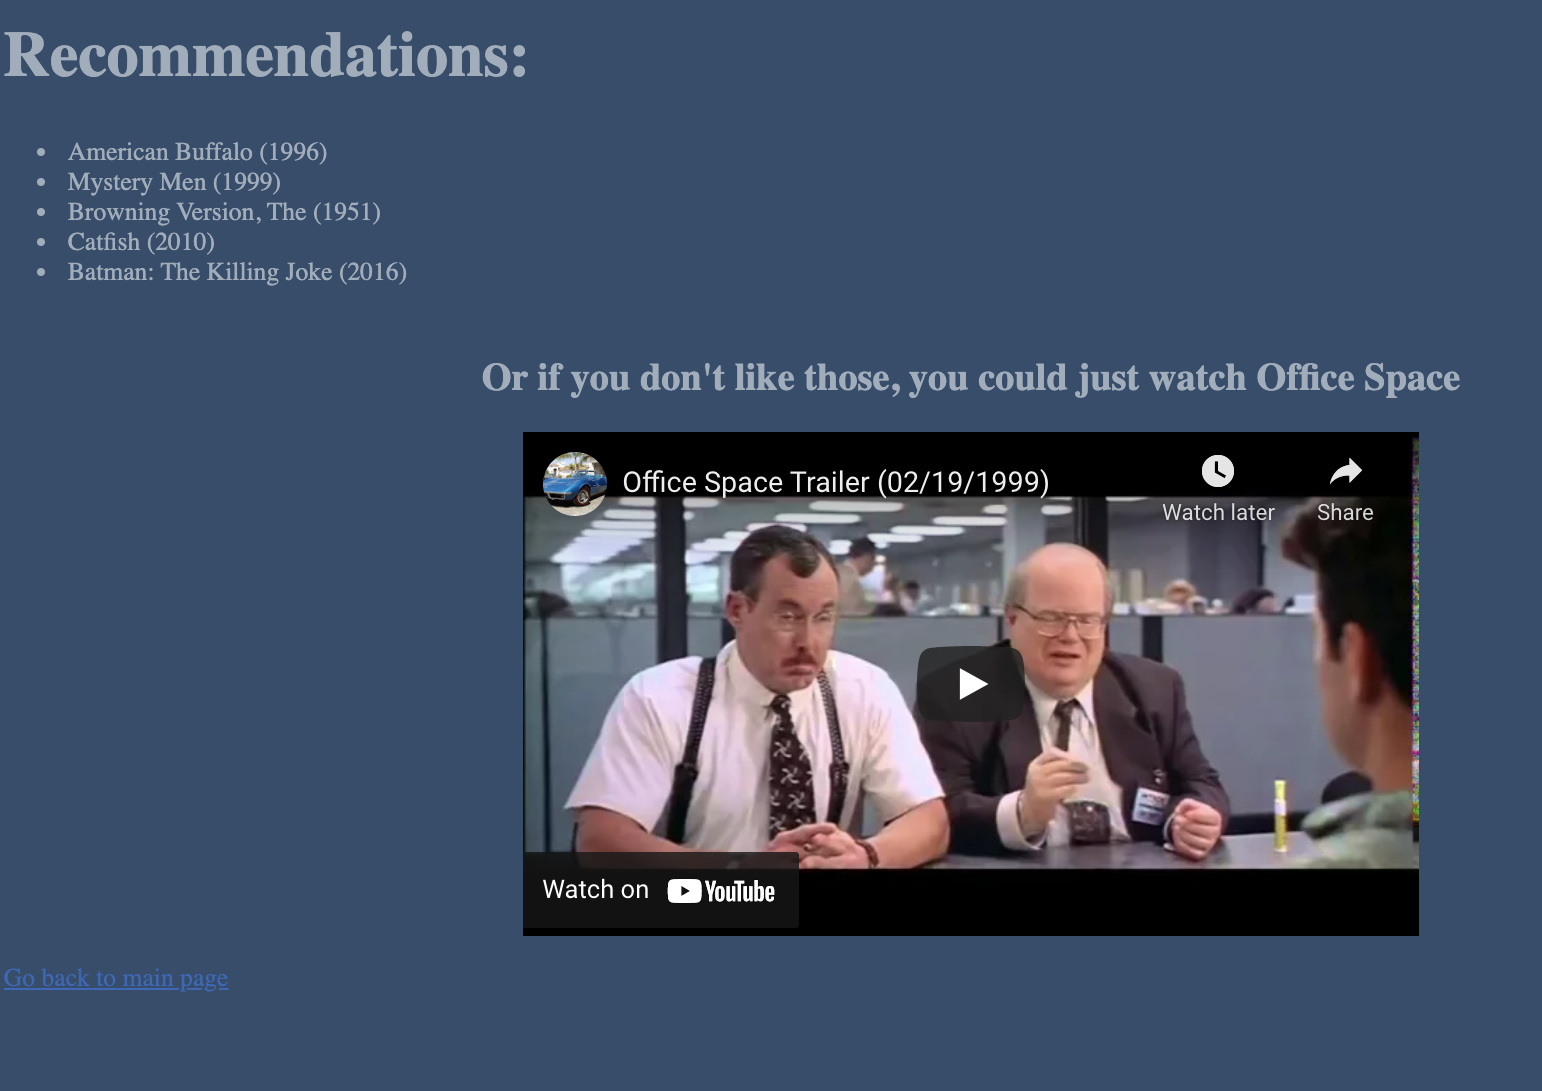 Recommendations:
American Buffalo (1996)
Mystery Men (1999)
Browning Version, The (1951)
Catfish (2010)
Batman: The Killing Joke (2016)
Or if you don't like those, you could just watch Office Space
Office Space Trailer (02/19/1999)
Watch later
Share
Watch on YouTube
Go back to main page